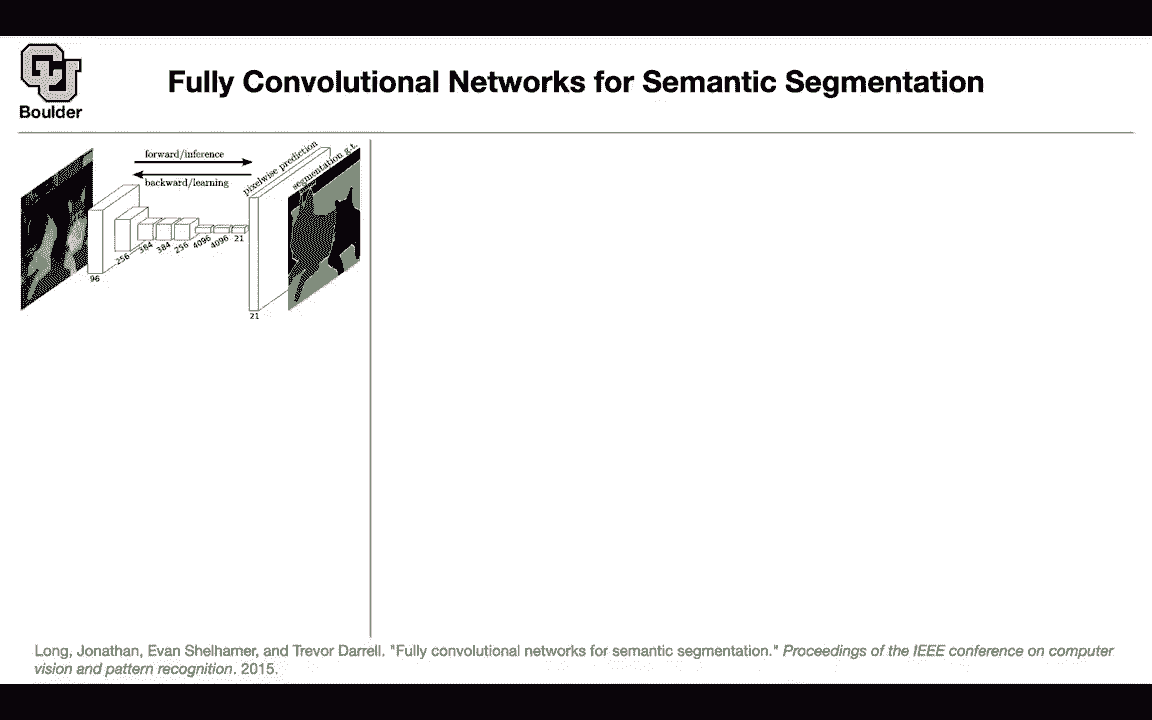 Boulder
Fully Convolutional Networks for Semantic Segmentation
forward/inference
backward/learning
pixelwise prediction
segmentation g.t.
96
256
384
384
256
4096
4096
21
21
Long, Jonathan, Evan Shelhamer, and Trevor Darrell. "Fully convolutional networks for semantic segmentation." Proceedings of the IEEE conference on computer
vision and pattern recognition. 2015.